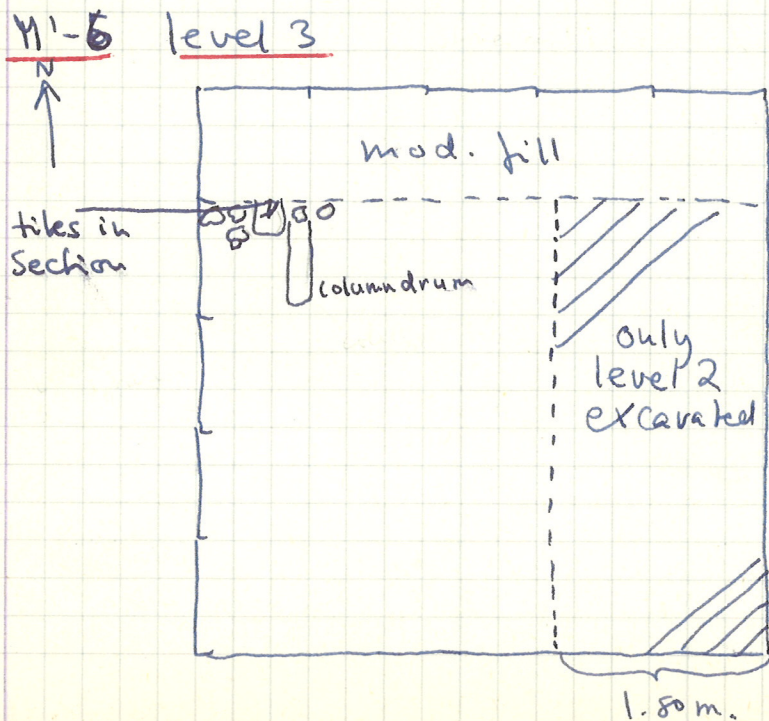 M'-6 level 3
N
mod. fill
tiles in
section
columndrum
only
level 2
excavated
1.80 m.